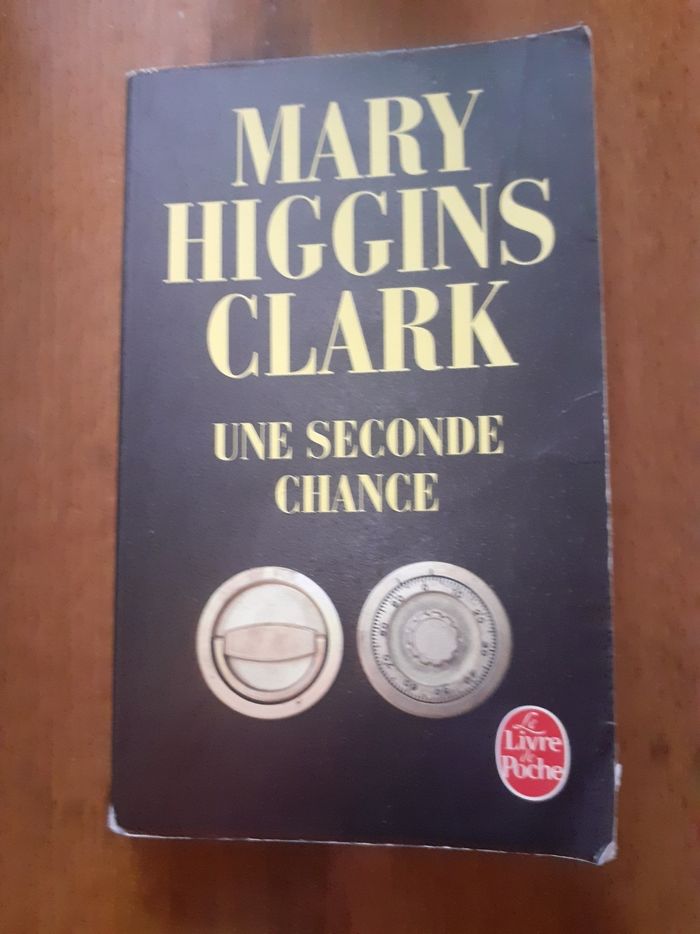 MARY
HIGGINS
CLARK
UNE SECONDE
CHANCE
Le
Livre
de
Poche